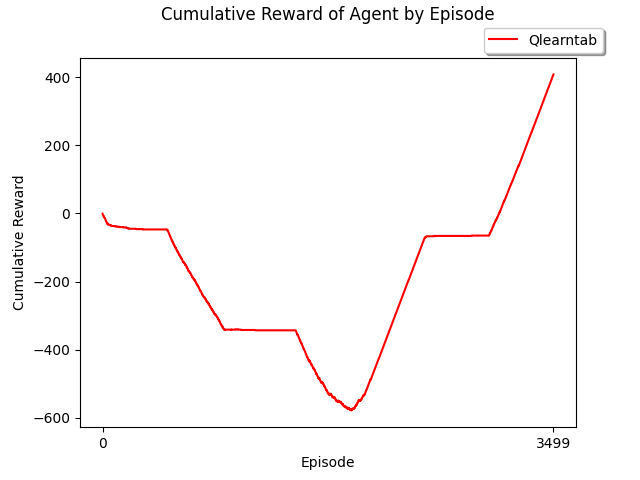 Cumulative Reward of Agent by Episode
Qlearntab
400
200
0
−200
−400
−600
Cumulative Reward
0
3499
Episode